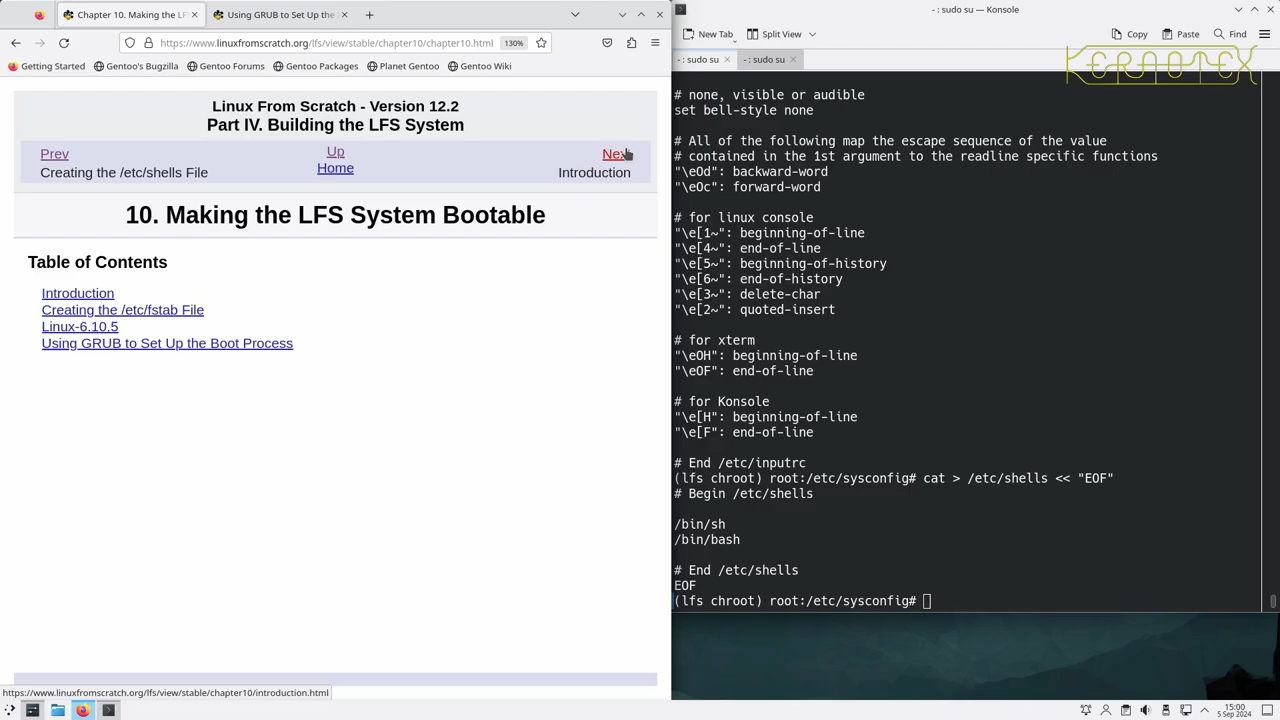 Chapter 10. Making the LFS
Using GRUB to Set Up the
- : sudo su — Konsole
https://www.linuxfromscratch.org/lfs/view/stable/chapter10/chapter10.html
130%
New Tab
Split View
Copy
Paste
Find
Getting Started
Gentoo's Bugzilla
Gentoo Forums
Gentoo Packages
Planet Gentoo
Gentoo Wiki
- : sudo su
- : sudo su
KERNOTEX
Linux From Scratch - Version 12.2
Part IV. Building the LFS System
Prev
Up
Creating the /etc/shells File
Home
Introduction
10. Making the LFS System Bootable
Table of Contents
Introduction
Creating the /etc/fstab File
Linux-6.10.5
Using GRUB to Set Up the Boot Process
https://www.linuxfromscratch.org/lfs/view/stable/chapter10/introduction.html
# none, visible or audible
set bell-style none
# All of the following map the escape sequence of the value
# contained in the 1st argument to the readline specific functions
"\eOd": backward-word
"\eOc": forward-word
# for linux console
"\e[1~": beginning-of-line
"\e[4~": end-of-line
"\e[5~": beginning-of-history
"\e[6~": end-of-history
"\e[3~": delete-char
"\e[2~": quoted-insert
# for xterm
"\eOH": beginning-of-line
"\eOF": end-of-line
# for Konsole
"\e[H": beginning-of-line
"\e[F": end-of-line
# End /etc/inputrc
(lfs chroot) root:/etc/sysconfig# cat > /etc/shells << "EOF"
# Begin /etc/shells
/bin/sh
/bin/bash
# End /etc/shells
EOF
(lfs chroot) root:/etc/sysconfig#
15:00
5 Sep 2024